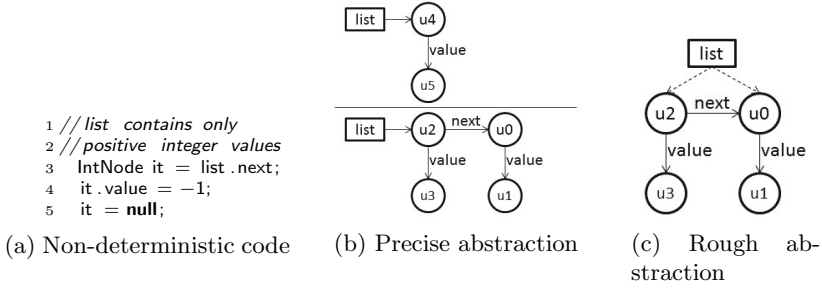 list
u4
value
u5
list
u2
next
u0
value
value
u3
u1
list
u2
next
u0
value
value
u3
u1
1 // list contains only
2 // positive integer values
3 IntNode it = list.next;
4 it.value = −1;
5 it = null;
(a) Non-deterministic code
(b) Precise abstraction
(c) Rough ab-
straction